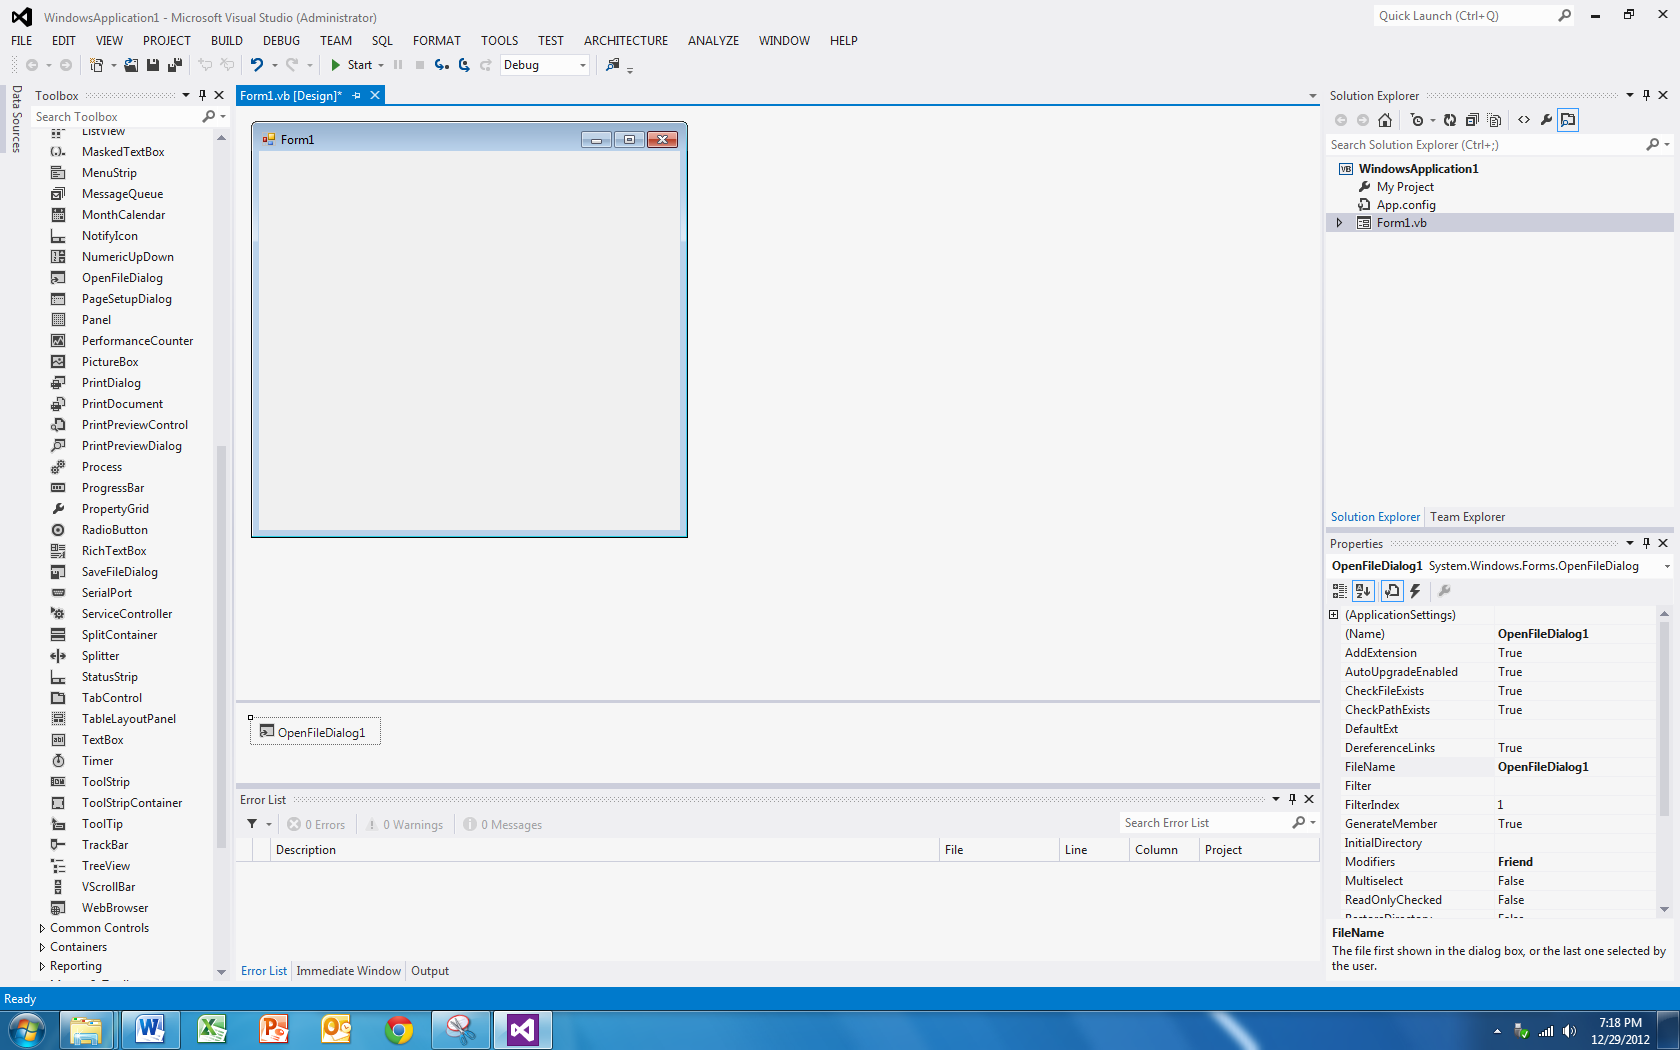 WindowsApplication1 - Microsoft Visual Studio (Administrator)
Quick Launch (Ctrl+Q)
FILE EDIT VIEW PROJECT BUILD DEBUG TEAM SQL FORMAT TOOLS TEST ARCHITECTURE ANALYZE WINDOW HELP
Start Debug
Data Sources
Toolbox
Search Toolbox
ListView
MaskedTextBox
MenuStrip
MessageQueue
MonthCalendar
NotifyIcon
NumericUpDown
OpenFileDialog
PageSetupDialog
Panel
PerformanceCounter
PictureBox
PrintDialog
PrintDocument
PrintPreviewControl
PrintPreviewDialog
Process
ProgressBar
PropertyGrid
RadioButton
RichTextBox
SaveFileDialog
SerialPort
ServiceController
SplitContainer
Splitter
StatusStrip
TabControl
TableLayoutPanel
TextBox
Timer
ToolStrip
ToolStripContainer
ToolTip
TrackBar
TreeView
VScrollBar
WebBrowser
Common Controls
Containers
Reporting
Form1.vb [Design]*
Form1
OpenFileDialog1
Error List
0 Errors 0 Warnings 0 Messages
Search Error List
Description File Line Column Project
Error List Immediate Window Output
Solution Explorer
Search Solution Explorer (Ctrl+;)
VB WindowsApplication1
My Project
App.config
Form1.vb
Solution Explorer Team Explorer
Properties
OpenFileDialog1 System.Windows.Forms.OpenFileDialog
(ApplicationSettings)
(Name) OpenFileDialog1
AddExtension True
AutoUpgradeEnabled True
CheckFileExists True
CheckPathExists True
DefaultExt
DereferenceLinks True
FileName OpenFileDialog1
Filter
FilterIndex 1
GenerateMember True
InitialDirectory
Modifiers Friend
Multiselect False
ReadOnlyChecked False
RestoreDirectory False
FileName
The file first shown in the dialog box, or the last one selected by
the user.
Ready
7:18 PM
12/29/2012